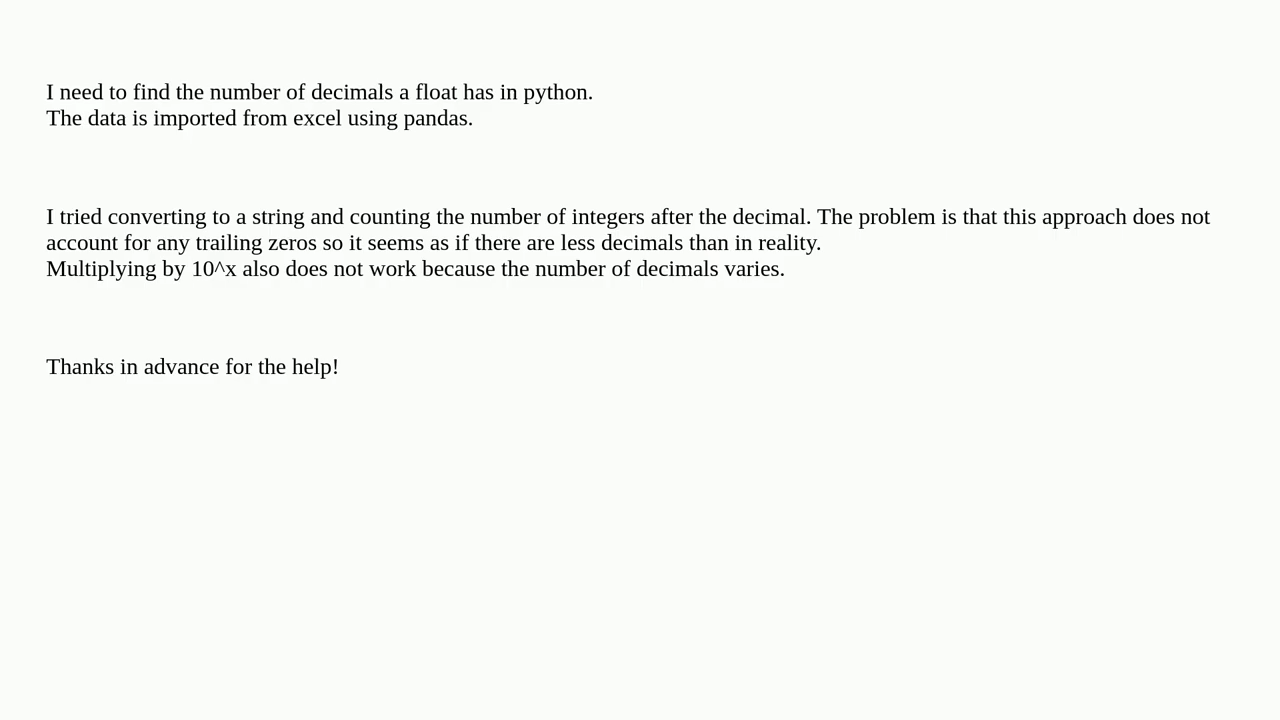 I need to find the number of decimals a float has in python.
The data is imported from excel using pandas.
I tried converting to a string and counting the number of integers after the decimal. The problem is that this approach does not
account for any trailing zeros so it seems as if there are less decimals than in reality.
Multiplying by 10^x also does not work because the number of decimals varies.
Thanks in advance for the help!